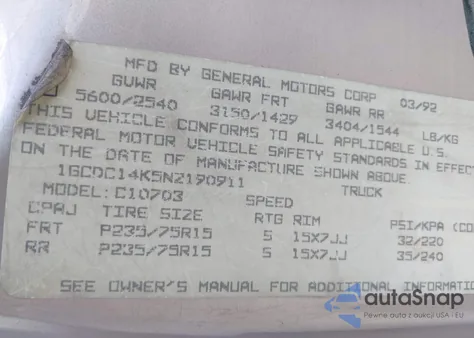 MFD BY GENERAL MOTORS CORP 03/92
GVWR GAWR FRT GAWR RR
5600/2540 3150/1429 3404/1544 LB/KG
THIS VEHICLE CONFORMS TO ALL APPLICABLE U.S.
FEDERAL MOTOR VEHICLE SAFETY STANDARDS IN EFFEC
ON THE DATE OF MANUFACTURE SHOWN ABOVE.
1GCDC14K5NZ190911 TRUCK
MODEL: C10703 SPEED
CPAJ TIRE SIZE RTG RIM PSI/KPA (CO
FRT P235/75R15 S 15X7JJ 32/220
RR P235/75R15 S 15X7JJ 35/240
SEE OWNER'S MANUAL FOR ADDITIONAL INFORMATION
autoSnap
Pewne auta z aukcji USA i EU